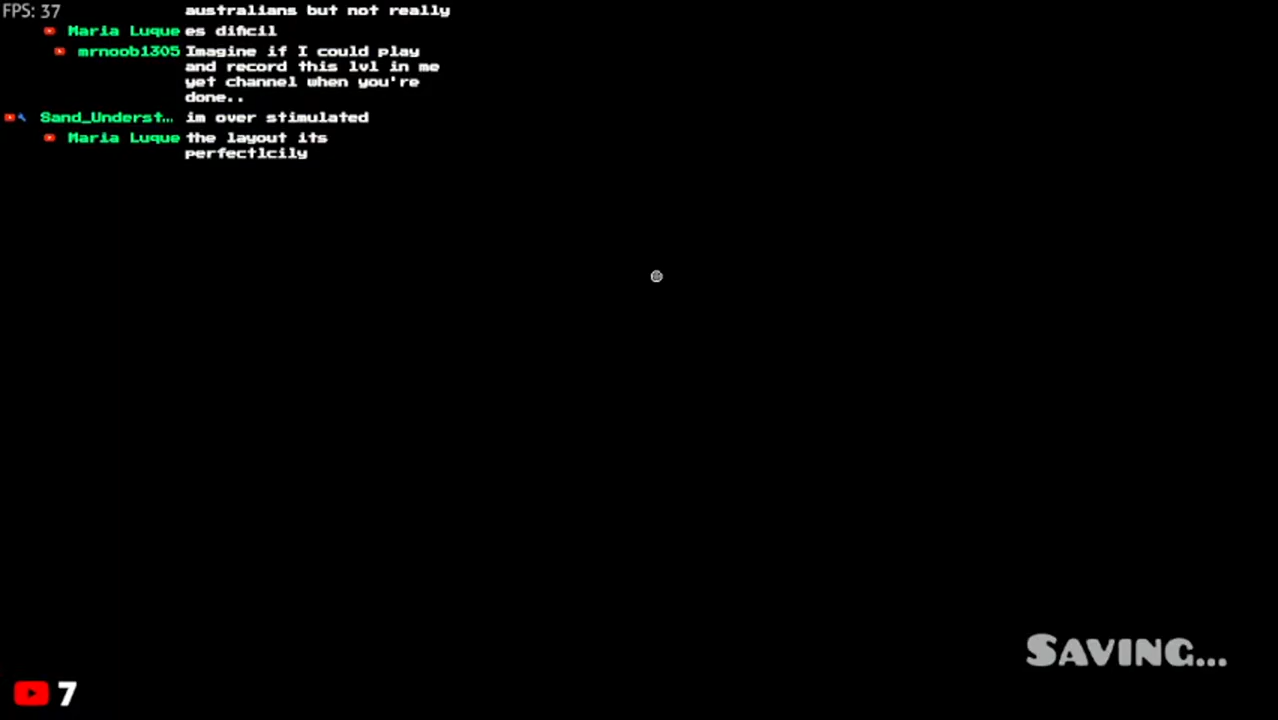 FPS: 37
australians but not really
Maria Luque es dificil
mrnoob1305 Imagine if I could play
and record this lvl in me
yet channel when you're
done..
Sand_Underst... im over stimulated
Maria Luque the layout its
perfectlcily
Saving...
7